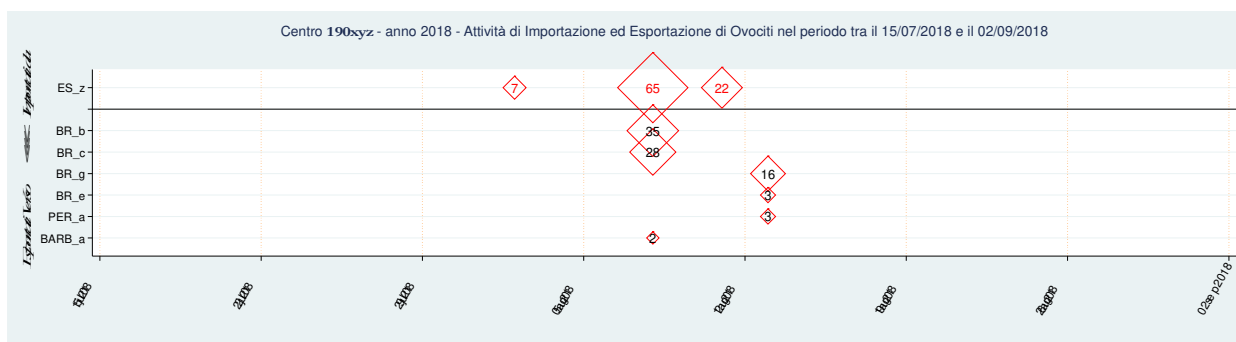 Centro 190xyz - anno 2018 - Attività di Importazione ed Esportazione di Ovociti nel periodo tra il 15/07/2018 e il 02/09/2018
ES_z
7
65
22
BR_b
35
BR_c
28
BR_g
16
BR_e
3
PER_a
3
BARB_a
2
02sep2018